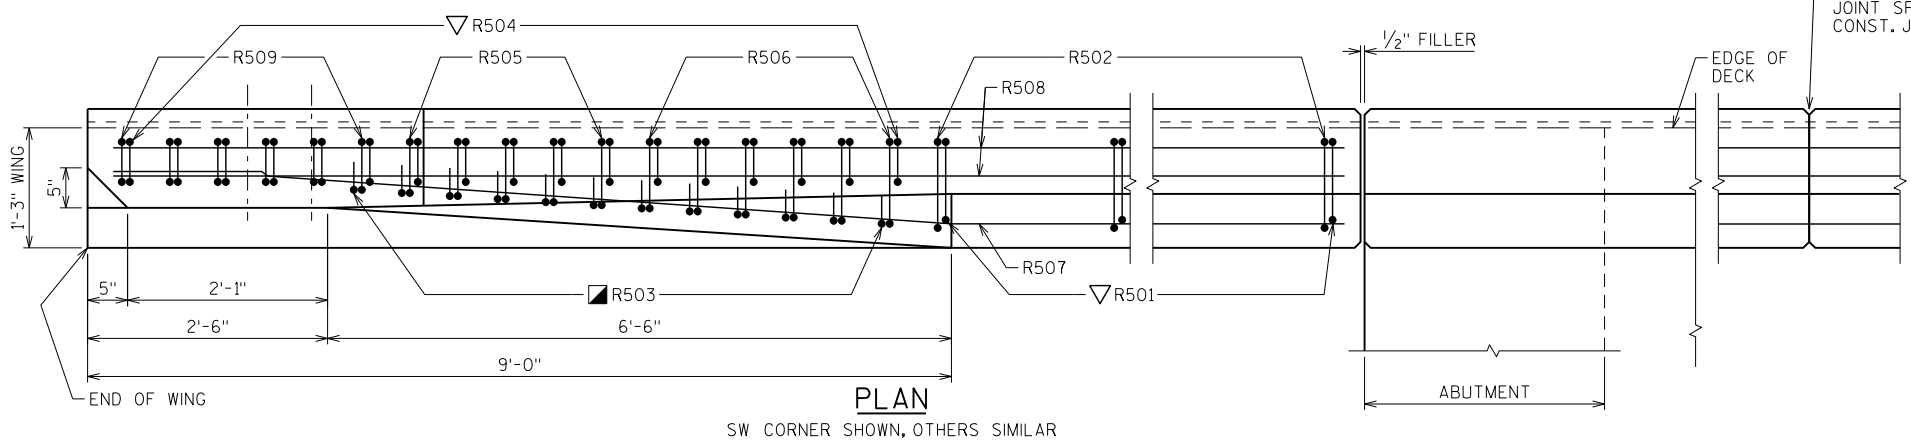 R504
R509
R505
R506
R502
1/2" FILLER
JOINT
CONST.
EDGE OF
DECK
R508
1'-3" WING
5"
R507
5"
2'-1"
R503
R501
2'-6"
6'-6"
9'-0"
END OF WING
PLAN
ABUTMENT
SW CORNER SHOWN, OTHERS SIMILAR